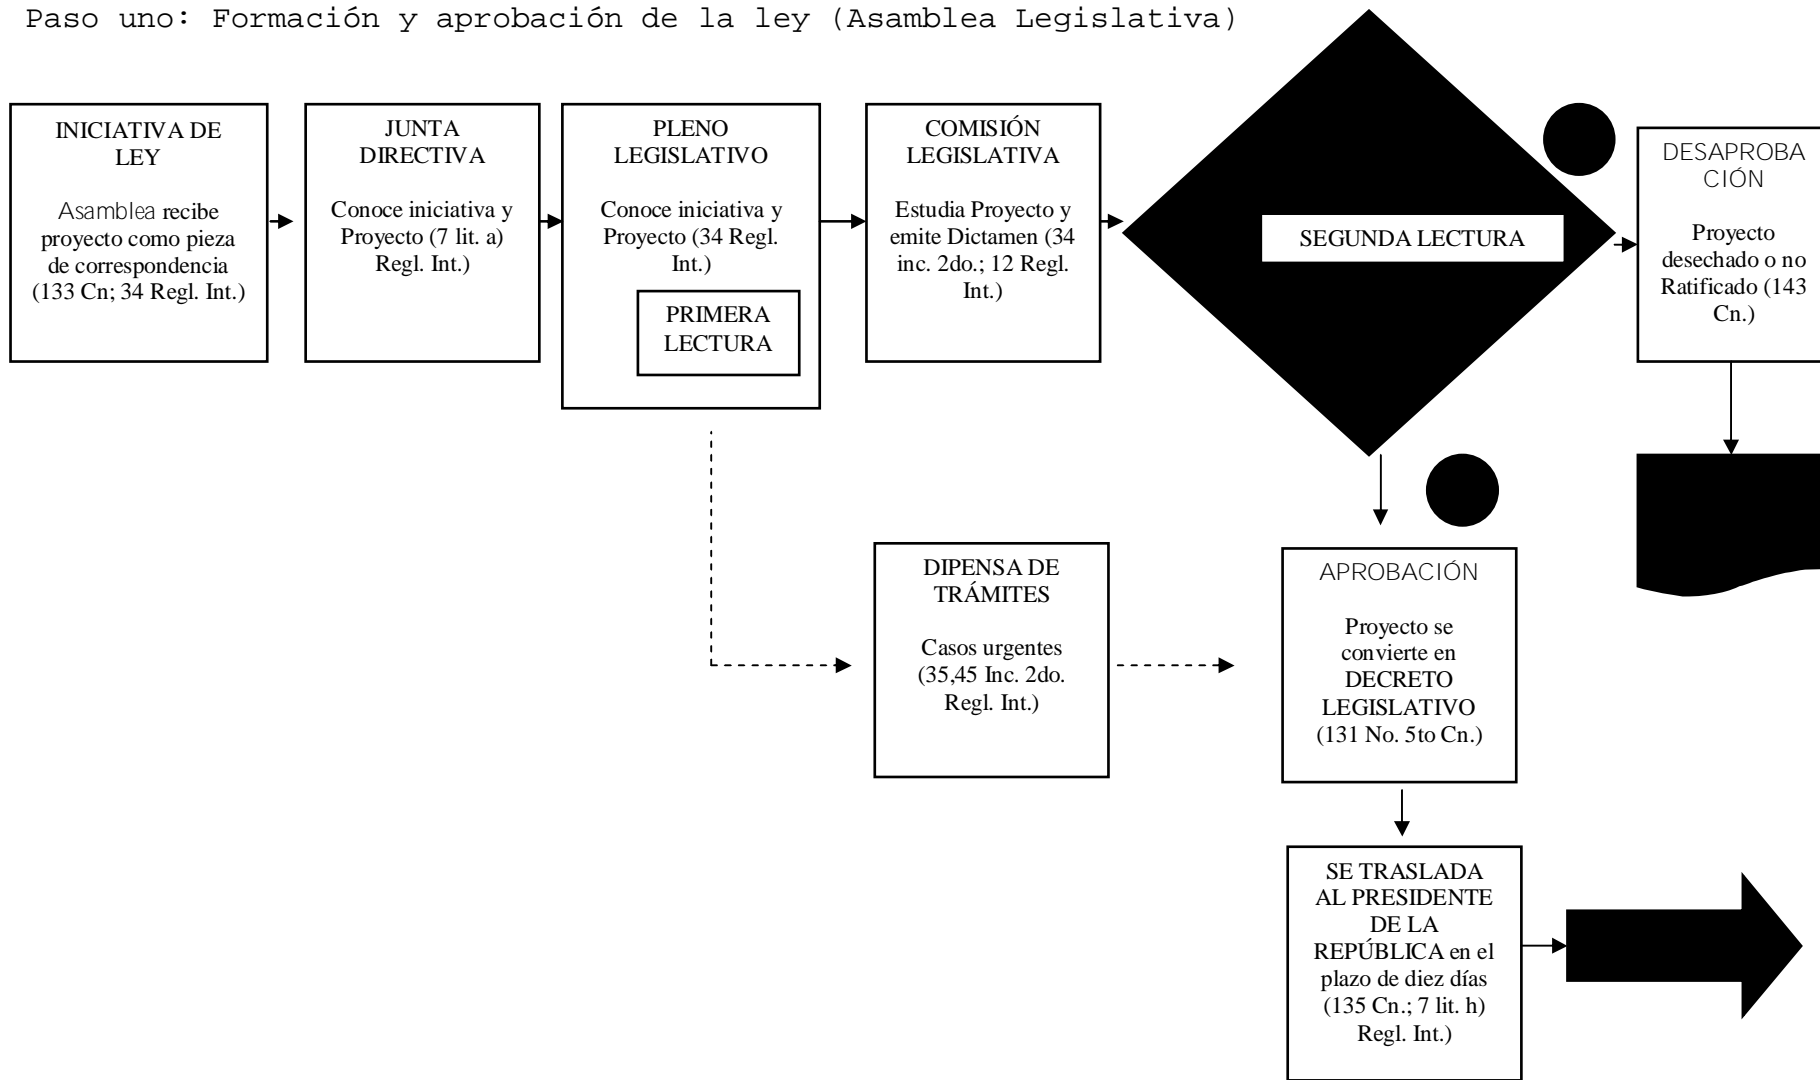 Paso uno: Formación y aprobación de la ley (Asamblea Legislativa)
INICIATIVA DE
LEY
Asamblea recibe
proyecto como pieza
de correspondencia
(133 Cn; 34 Regl. Int.)
JUNTA
DIRECTIVA
Conoce iniciativa y
Proyecto (7 lit. a)
Regl. Int.)
PLENO
LEGISLATIVO
Conoce iniciativa y
Proyecto (34 Regl.
Int.)
PRIMERA
LECTURA
COMISIÓN
LEGISLATIVA
Estudia Proyecto y
emite Dictamen (34
inc. 2do.; 12 Regl.
Int.)
SEGUNDA LECTURA
DESAPROBA
CIÓN
Proyecto
desechado o no
Ratificado (143
Cn.)
DIPENSA DE
TRÁMITES
Casos urgentes
(35,45 Inc. 2do.
Regl. Int.)
APROBACIÓN
Proyecto se
convierte en
DECRETO
LEGISLATIVO
(131 No. 5to Cn.)
SE TRASLADA
AL PRESIDENTE
DE LA
REPÚBLICA en el
plazo de diez días
(135 Cn.; 7 lit. h)
Regl. Int.)